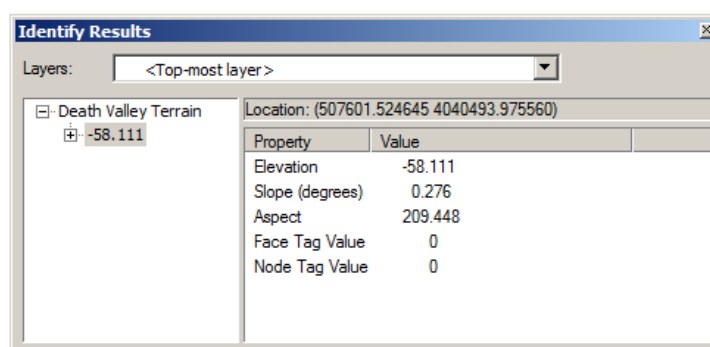 Identify Results
Layers: <Top-most layer>
Death Valley Terrain
-58.111
Location: (507601.524645 4040493.975560)
Property Value
Elevation -58.111
Slope (degrees) 0.276
Aspect 209.448
Face Tag Value 0
Node Tag Value 0